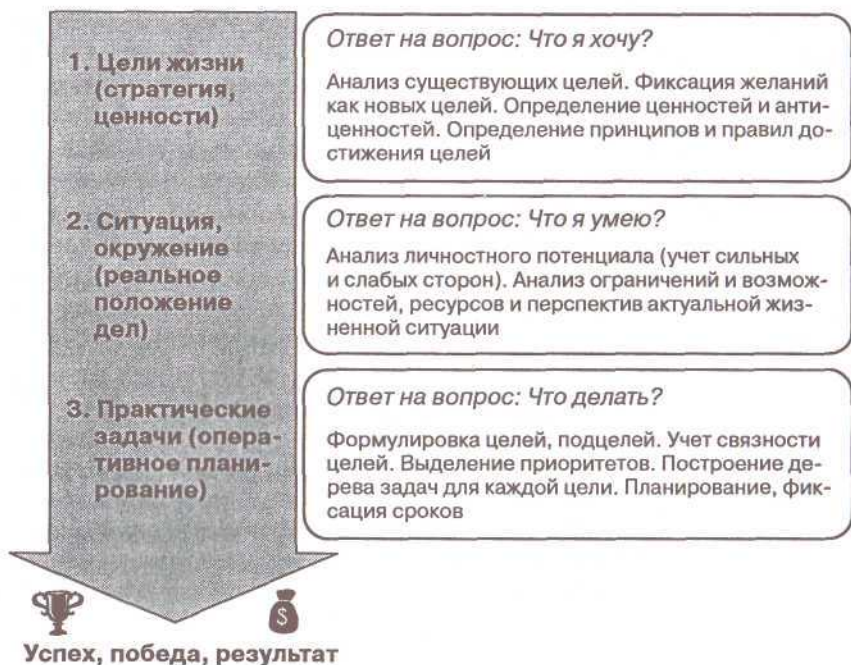 1. Цели жизни
(стратегия,
ценности)
Ответ на вопрос: Что я хочу?
Анализ существующих целей. Фиксация желаний
как новых целей. Определение ценностей и анти-
ценностей. Определение принципов и правил до-
стижения целей
2. Ситуация,
окружение
(реальное
положение
дел)
Ответ на вопрос: Что я умею?
Анализ личностного потенциала (учет сильных
и слабых сторон). Анализ ограничений и возмож-
ностей, ресурсов и перспектив актуальной жиз-
ненной ситуации
3. Практические
задачи (опера-
тивное плани-
рование)
Ответ на вопрос: Что делать?
Формулировка целей, подцелей. Учет связности
целей. Выделение приоритетов. Построение де-
рева задач для каждой цели. Планирование, фик-
сация сроков
$
Успех, победа, результат